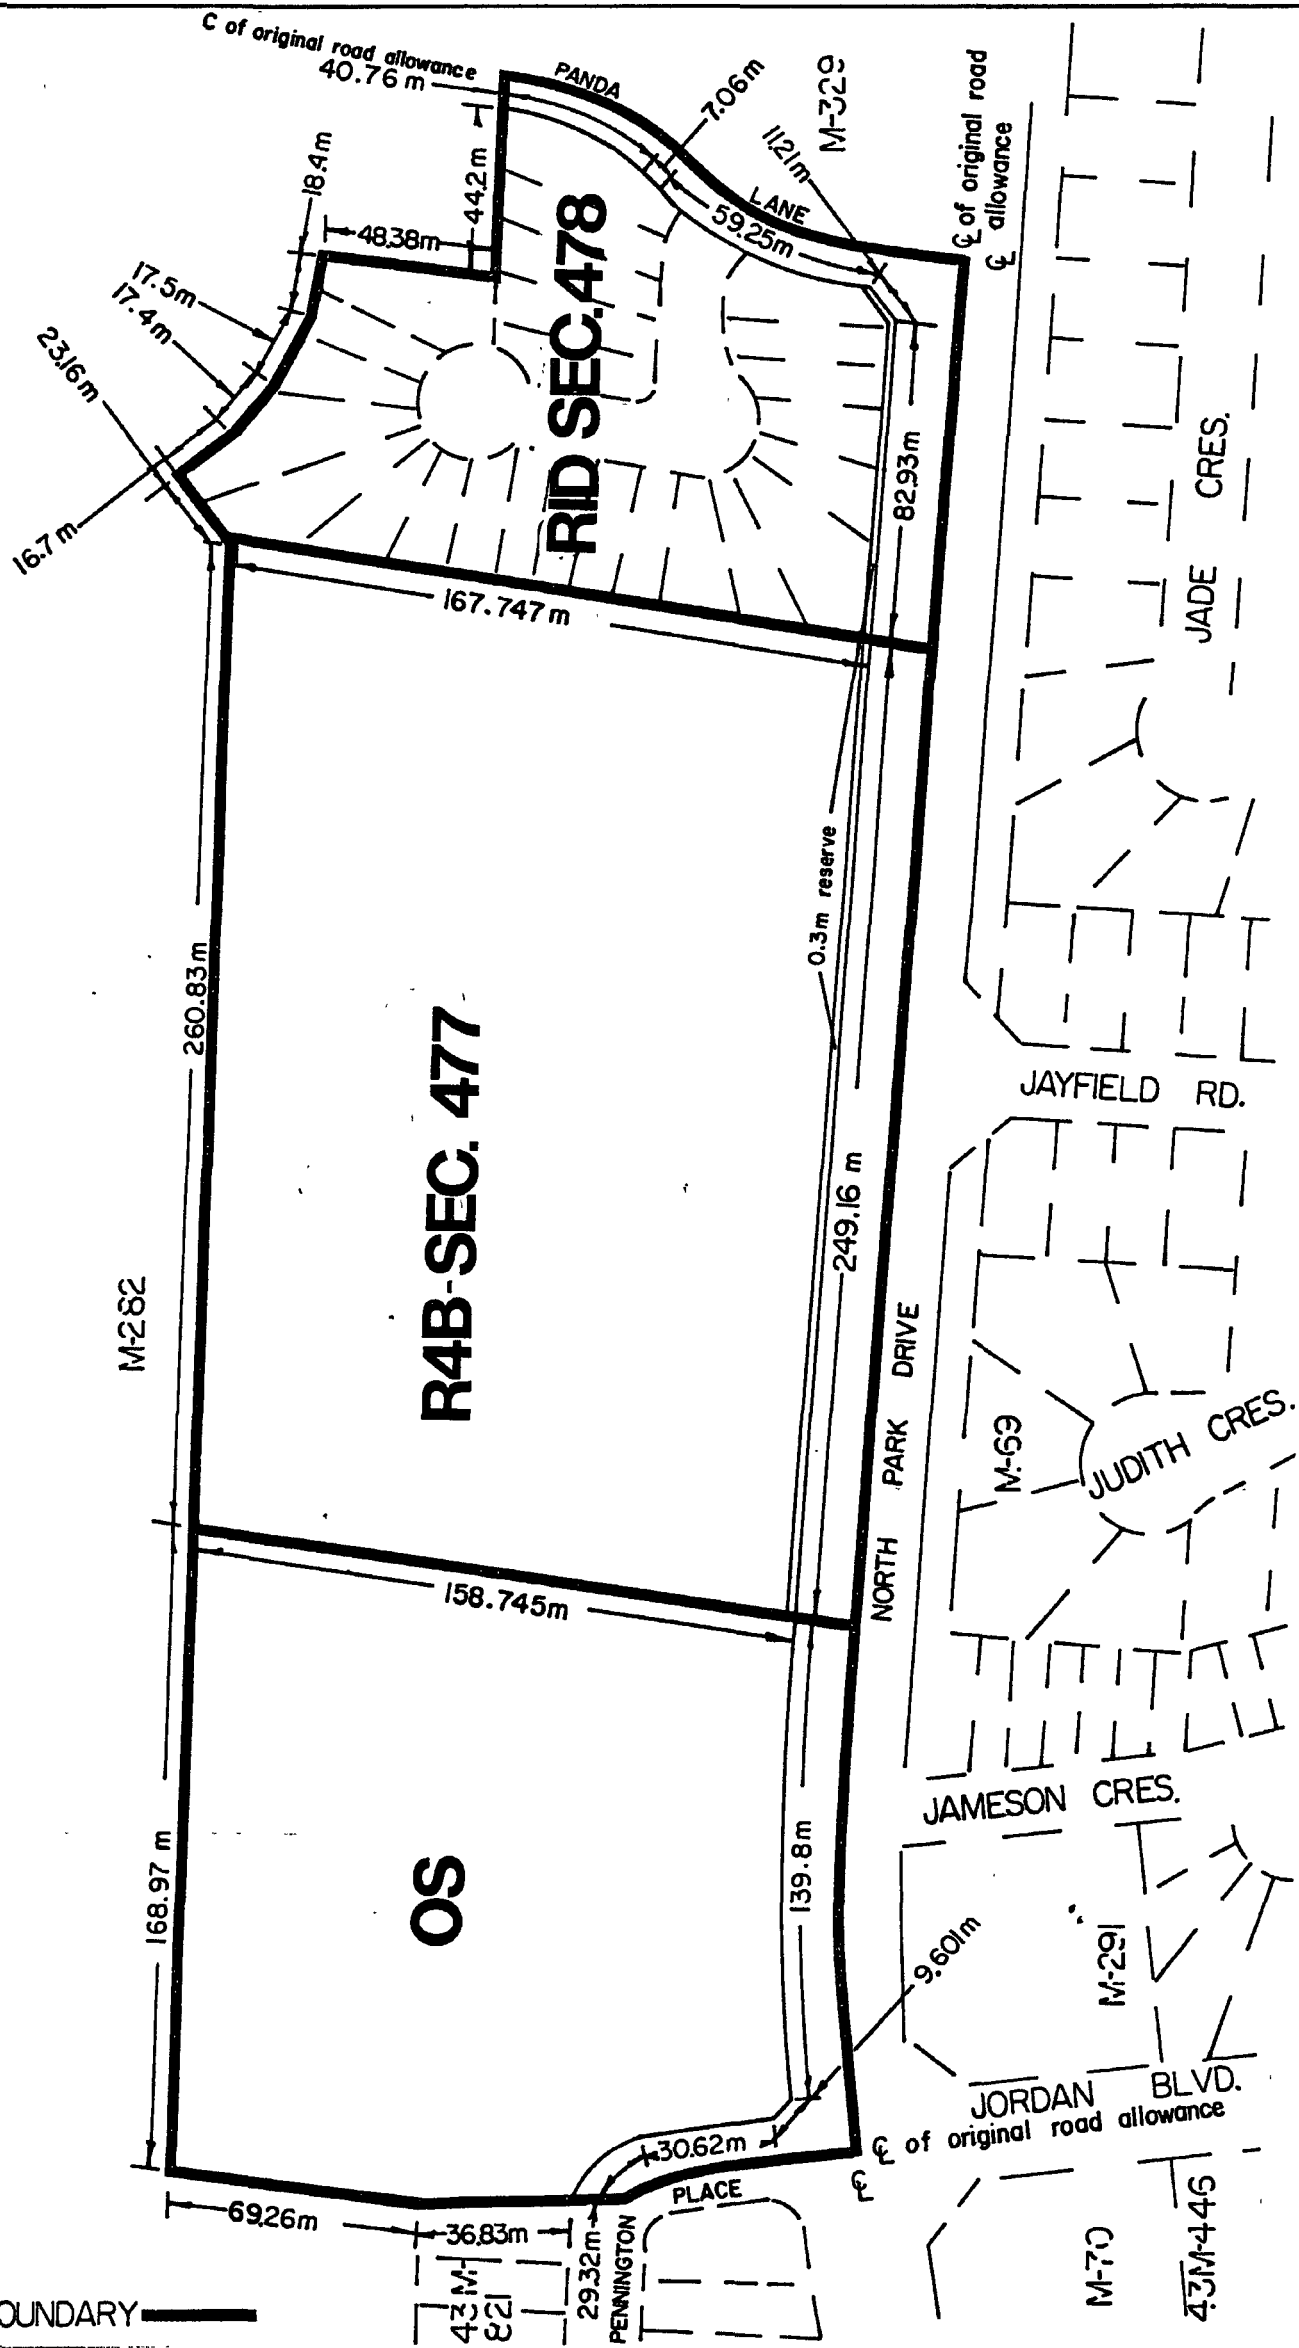 C of original road allowance
40.76 m
PANDA
LANE
7.06m
M-329
11.21m
℄ of original road
℄ allowance
18.4m
44.2m
48.38m
59.25m
17.5m
17.4m
23.16m
16.7m
RID SEC. 478
82.93m
JADE CRES.
167.747m
0.3m reserve
260.83m
R4B-SEC. 477
249.16 m
JAYFIELD RD.
M-282
NORTH PARK DRIVE
M-69
JUDITH CRES.
158.745m
JAMESON CRES.
OS
168.97 m
139.8m
9.601m
M-291
JORDAN BLVD.
℄ of original road allowance
℄
30.62m
PLACE
PENNINGTON
69.26m
36.83m
29.32m
43M-
821
M-70
43M-446
OUNDARY